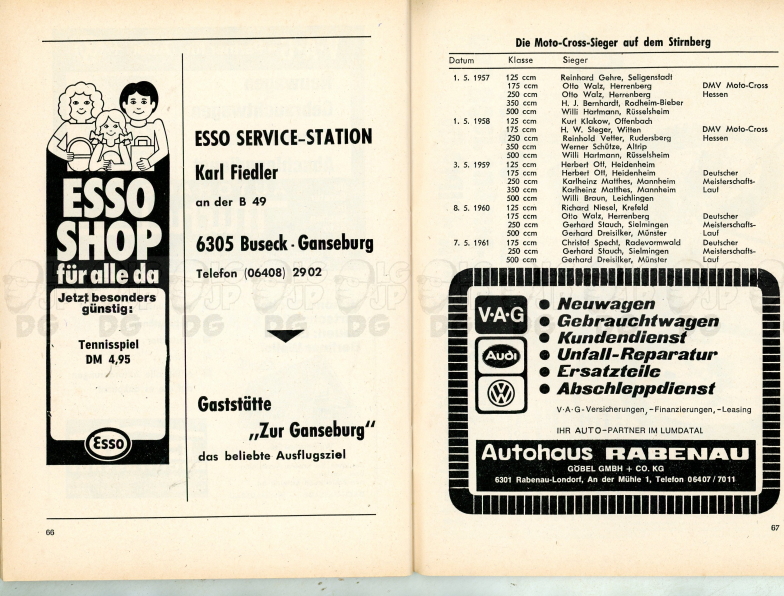 ESSO
SHOP
für alle da
Jetzt besonders
günstig:
Tennisspiel
DM 4,95
Esso
ESSO SERVICE-STATION
Karl Fiedler
an der B 49
6305 Buseck · Ganseburg
Telefon (06408) 2902
Gaststätte
„Zur Ganseburg"
das beliebte Ausflugsziel
66
Die Moto-Cross-Sieger auf dem Stirnberg
Datum Klasse Sieger
1. 5. 1957 125 ccm Reinhard Gehre, Seligenstadt
175 ccm Otto Walz, Herrenberg DMV Moto-Cross
250 ccm Otto Walz, Herrenberg Hessen
350 ccm H. J. Bernhardt, Rodheim-Bieber
500 ccm Willi Hartmann, Rüsselsheim
1. 5. 1958 125 ccm Kurt Klakow, Offenbach
175 ccm H. W. Steger, Witten DMV Moto-Cross
250 ccm Reinhold Vetter, Rudersberg Hessen
350 ccm Werner Schütze, Altrip
500 ccm Willi Hartmann, Rüsselsheim
3. 5. 1959 125 ccm Herbert Ott, Heidenheim
175 ccm Herbert Ott, Heidenheim Deutscher
250 ccm Karlheinz Matthes, Mannheim Meisterschafts-
350 ccm Karlheinz Matthes, Mannheim Lauf
500 ccm Willi Braun, Leichlingen
8. 5. 1960 125 ccm Richard Niesel, Krefeld
175 ccm Otto Walz, Herrenberg Deutscher
250 ccm Gerhard Stauch, Sielmingen Meisterschafts-
500 ccm Gerhard Dreisilker, Münster Lauf
7. 5. 1961 175 ccm Christof Specht, Radevormwald Deutscher
250 ccm Gerhard Stauch, Sielmingen Meisterschafts-
500 ccm Gerhard Dreisilker, Münster Lauf
V·A·G
Audi
• Neuwagen
• Gebrauchtwagen
• Kundendienst
• Unfall-Reparatur
• Ersatzteile
• Abschleppdienst
V·A·G-Versicherungen,-Finanzierungen,-Leasing
IHR AUTO-PARTNER IM LUMDATAL
Autohaus RABENAU
GÖBEL GMBH + CO. KG
6301 Rabenau-Londorf, An der Mühle 1, Telefon 06407/7011
67